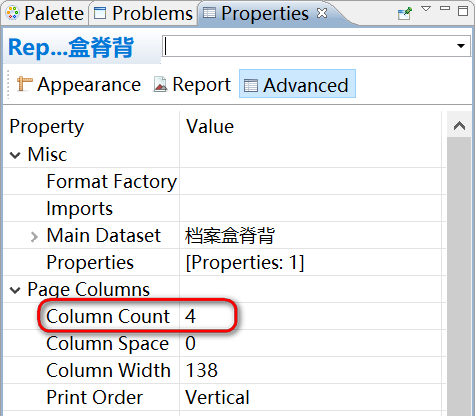 Palette Problems Properties
Rep...盒脊背
Appearance Report Advanced
Property Value
Misc
Format Factory
Imports
Main Dataset 档案盒脊背
Properties [Properties: 1]
Page Columns
Column Count 4
Column Space 0
Column Width 138
Print Order Vertical